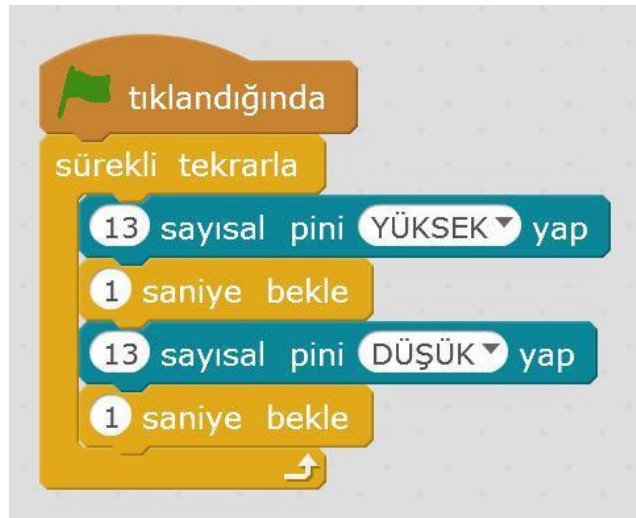 tıklandığında
sürekli tekrarla
13 sayısal pini YÜKSEK yap
1 saniye bekle
13 sayısal pini DÜŞÜK yap
1 saniye bekle